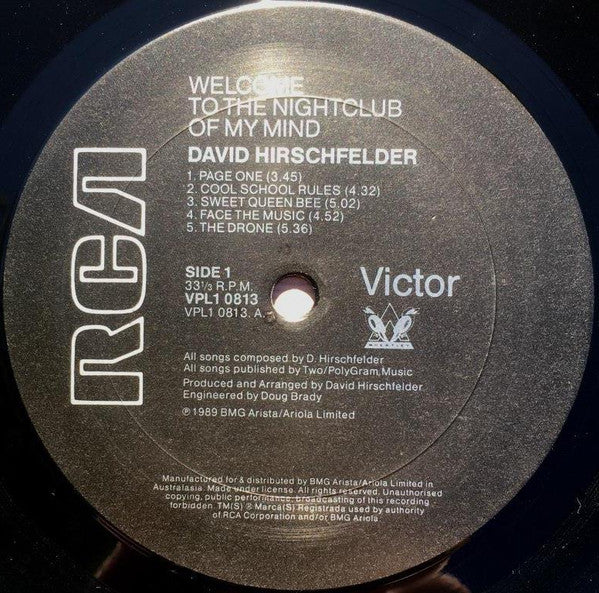 WELCOME
TO THE NIGHTCLUB
OF MY MIND
DAVID HIRSCHFELDER
1. PAGE ONE (3.45)
2. COOL SCHOOL RULES (4.32)
3. SWEET QUEEN BEE (5.02)
4. FACE THE MUSIC (4.52)
5. THE DRONE (5.36)
RCA
SIDE 1
33⅓ R.P.M.
VPL1 0813
VPL1 0813. A.
Victor
WHEATLEY
All songs composed by D. Hirschfelder
All songs published by Two/PolyGram Music
Produced and Arranged by David Hirschfelder
Engineered by Doug Brady
℗ 1989 BMG Arista/Ariola Limited
Manufactured for & distributed by BMG Arista/Ariola Limited in
Australasia. Made under license. All rights reserved. Unauthorised
copying, public performance, broadcasting of this recording
forbidden. TM(S) ® Marca(S) Registrada used by authority
of RCA Corporation and/or BMG Ariola